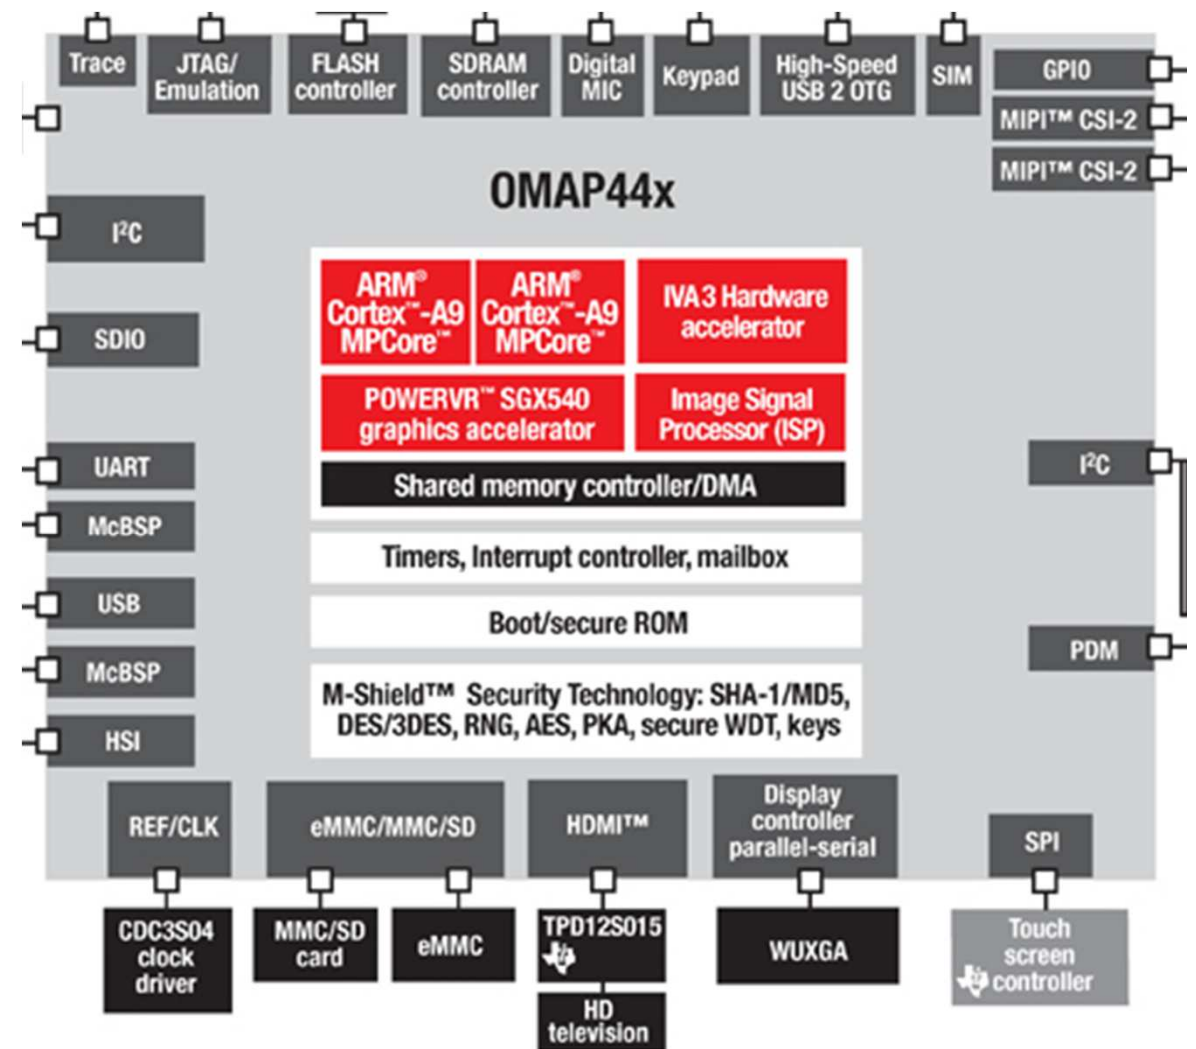 Trace
JTAG/
Emulation
FLASH
controller
SDRAM
controller
Digital
MIC
Keypad
High-Speed
USB 2 OTG
SIM
GPIO
MIPI™ CSI-2
MIPI™ CSI-2
OMAP44x
I²C
SDIO
UART
McBSP
USB
McBSP
HSI
ARM®
Cortex™-A9
MPCore™
ARM®
Cortex™-A9
MPCore™
IVA3 Hardware
accelerator
POWERVR™ SGX540
graphics accelerator
Image Signal
Processor (ISP)
Shared memory controller/DMA
Timers, Interrupt controller, mailbox
Boot/secure ROM
M-Shield™ Security Technology: SHA-1/MD5,
DES/3DES, RNG, AES, PKA, secure WDT, keys
I²C
PDM
REF/CLK
eMMC/MMC/SD
HDMI™
Display
controller
parallel-serial
SPI
CDC3S04
clock
driver
MMC/SD
card
eMMC
TPD12S015
HD
television
WUXGA
Touch
screen
controller